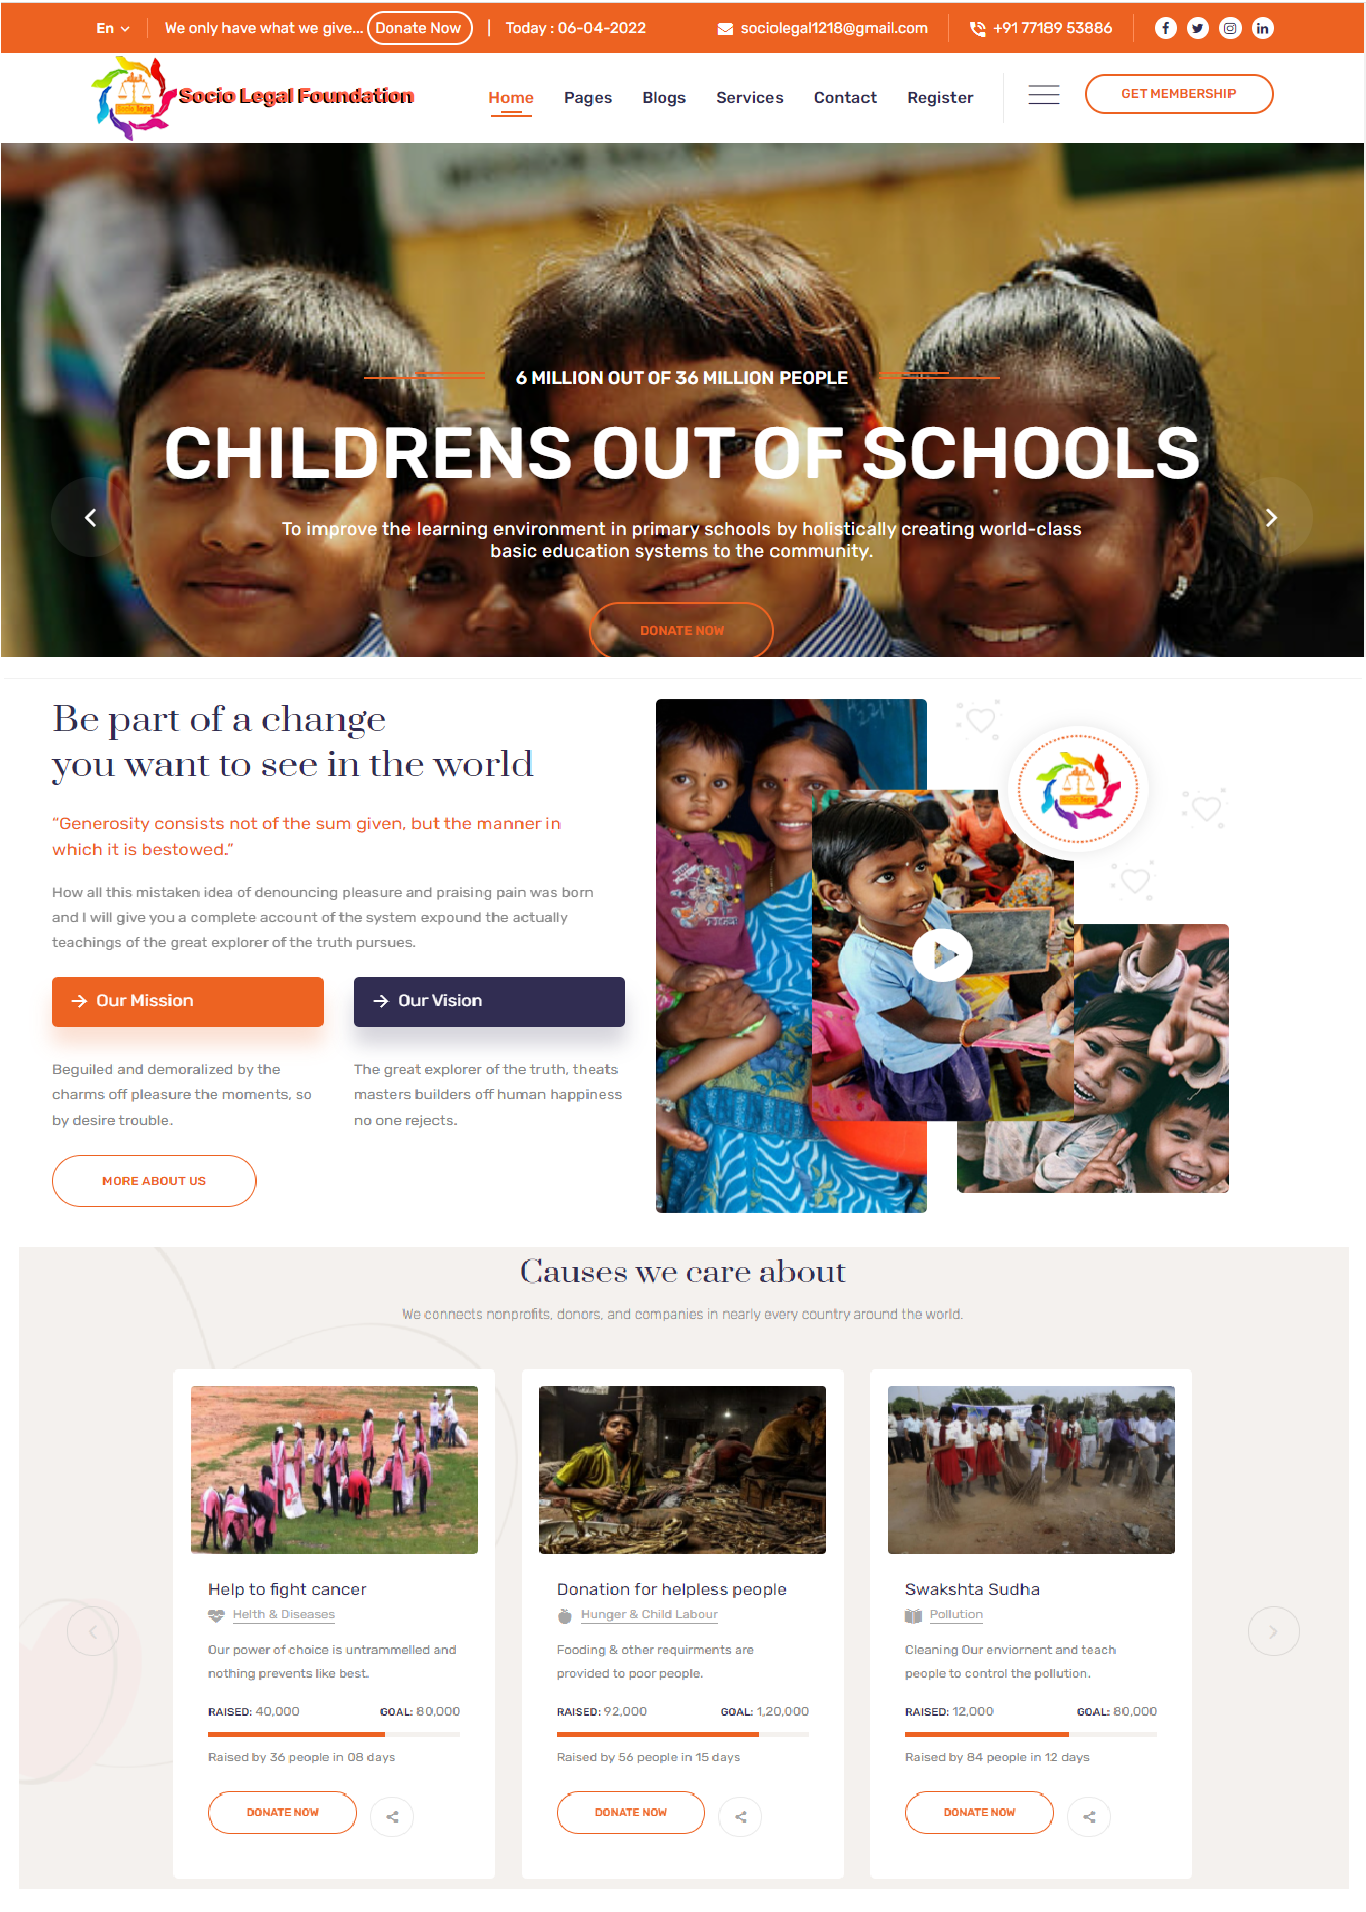 En
We only have what we give...
Donate Now
Today : 06-04-2022
sociolegal1218@gmail.com
+91 77189 53886
Socio Legal Foundation
Home
Pages
Blogs
Services
Contact
Register
GET MEMBERSHIP
6 MILLION OUT OF 36 MILLION PEOPLE
CHILDRENS OUT OF SCHOOLS
To improve the learning environment in primary schools by holistically creating world-class
basic education systems to the community.
DONATE NOW
Be part of a change
you want to see in the world
“Generosity consists not of the sum given, but the manner in
which it is bestowed.”
How all this mistaken idea of denouncing pleasure and praising pain was born
and I will give you a complete account of the system expound the actually
teachings of the great explorer of the truth pursues.
Our Mission
Our Vision
Beguiled and demoralized by the
charms off pleasure the moments, so
by desire trouble.
The great explorer of the truth, theats
masters builders off human happiness
no one rejects.
MORE ABOUT US
Socio legal
Causes we care about
We connects nonprofits, donors, and companies in nearly every country around the world.
Help to fight cancer
Helth & Diseases
Our power of choice is untrammelled and
nothing prevents like best.
RAISED: 40,000
GOAL: 80,000
Raised by 36 people in 08 days
DONATE NOW
Donation for helpless people
Hunger & Child Labour
Fooding & other requirments are
provided to poor people.
RAISED: 92,000
GOAL: 1,20,000
Raised by 56 people in 15 days
DONATE NOW
Swakshta Sudha
Pollution
Cleaning Our enviornment and teach
people to control the pollution.
RAISED: 12,000
GOAL: 80,000
Raised by 84 people in 12 days
DONATE NOW